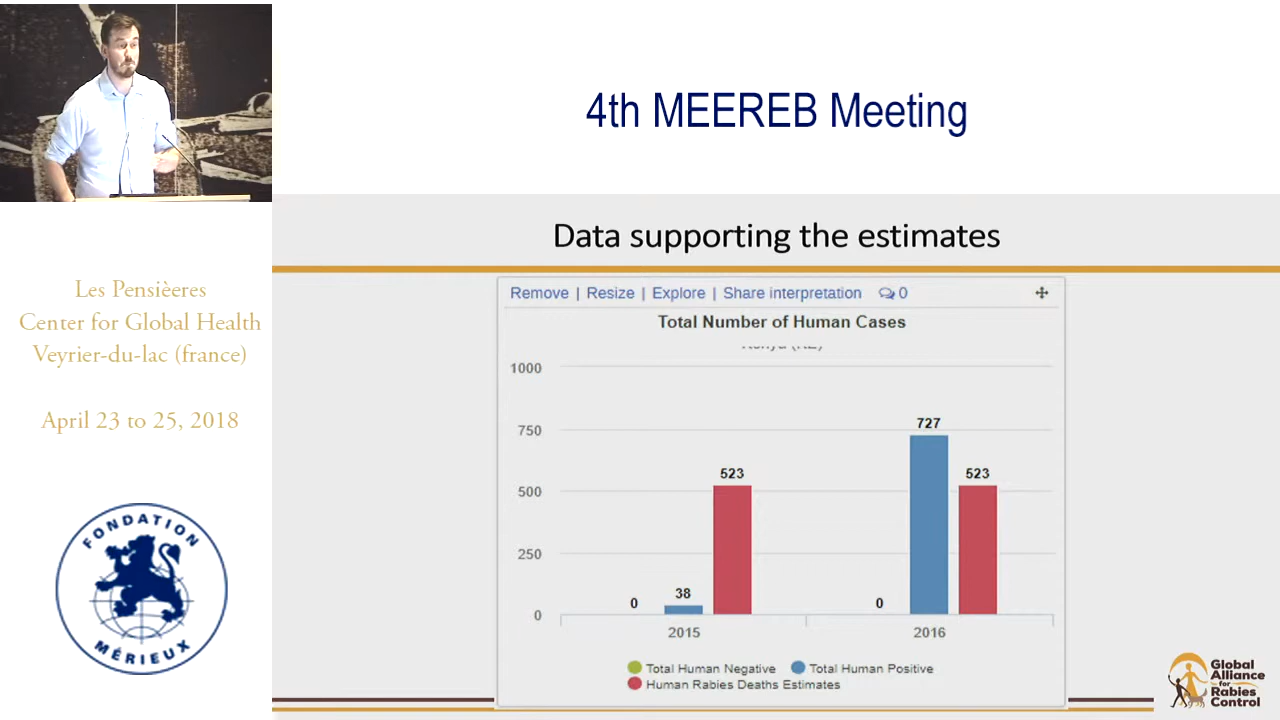 4th MEEREB Meeting
Les Pensièeres
Center for Global Health
Veyrier-du-lac (france)
April 23 to 25, 2018
FONDATION
MÉRIEUX
Data supporting the estimates
Remove | Resize | Explore | Share interpretation 0
Total Number of Human Cases
1000
750
500
250
0
0
38
523
0
727
523
2015
2016
Total Human Negative
Total Human Positive
Human Rabies Deaths Estimates
Global
Alliance
for
Rabies
Control